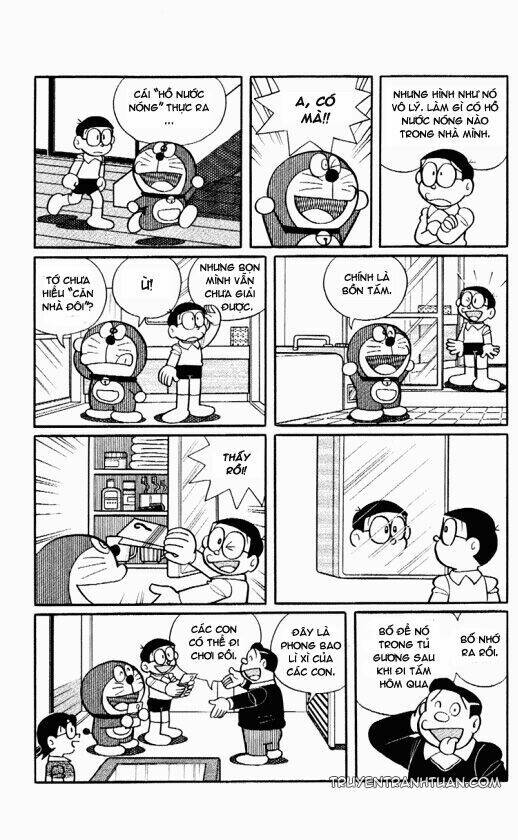 NHƯNG HÌNH NHƯ NÓ
VÔ LÝ. LÀM GÌ CÓ HỒ
NƯỚC NÓNG NÀO
TRONG NHÀ MÌNH.
A, CÓ
MÀ!!
CÁI "HỒ NƯỚC
NÓNG" THỰC RA
...
CHÍNH LÀ
BỒN TẮM.
NHƯNG BỌN
MÌNH VẪN
CHƯA GIẢI
ĐƯỢC.
Ừ!
TỚ CHƯA
HIỂU "CĂN
NHÀ ĐÔI"?
THẤY
RỒI!
BỐ NHỚ
RA RỒI.
BỐ ĐỂ NÓ
TRONG TỦ
GƯƠNG SAU
KHI ĐI TẮM
HÔM QUA
ĐÂY LÀ
PHONG BAO
LÌ XÌ CỦA
CÁC CON.
CÁC CON
CÓ THỂ ĐI
CHƠI RỒI.
TRUYENTRANHTUAN.COM